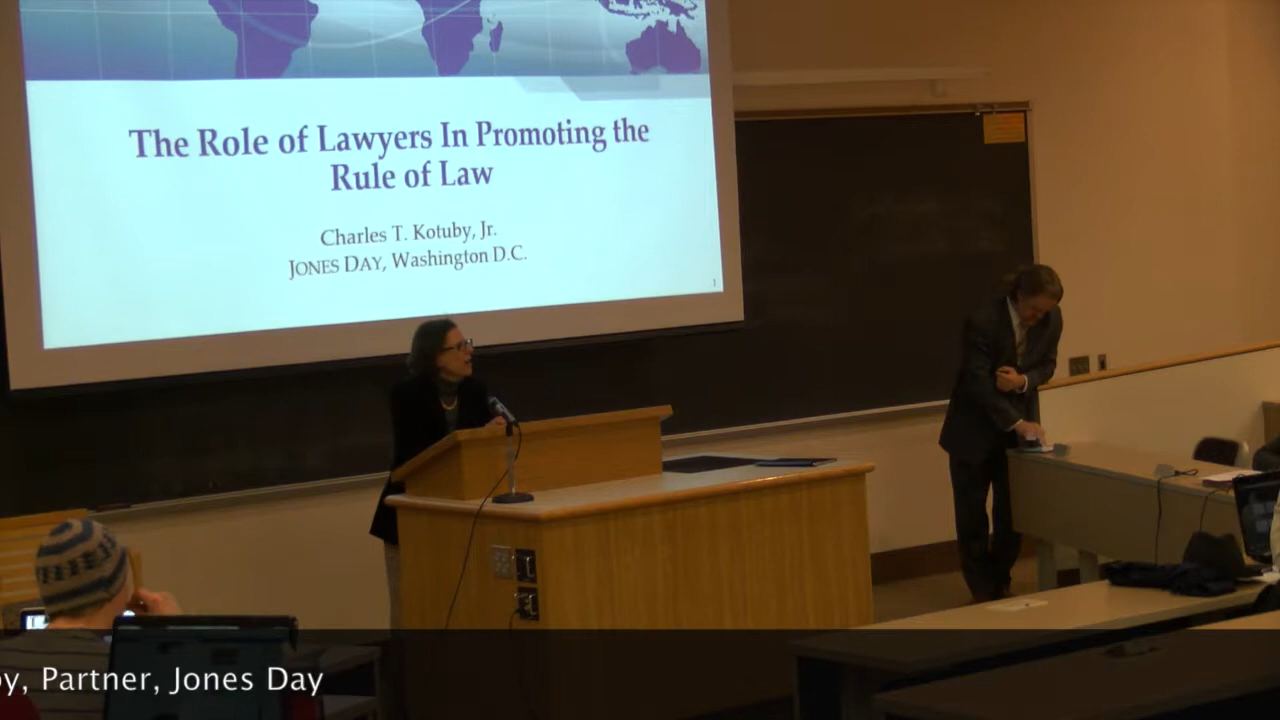 The Role of Lawyers In Promoting the
Rule of Law
Charles T. Kotuby, Jr.
JONES DAY, Washington D.C.
1
y, Partner, Jones Day